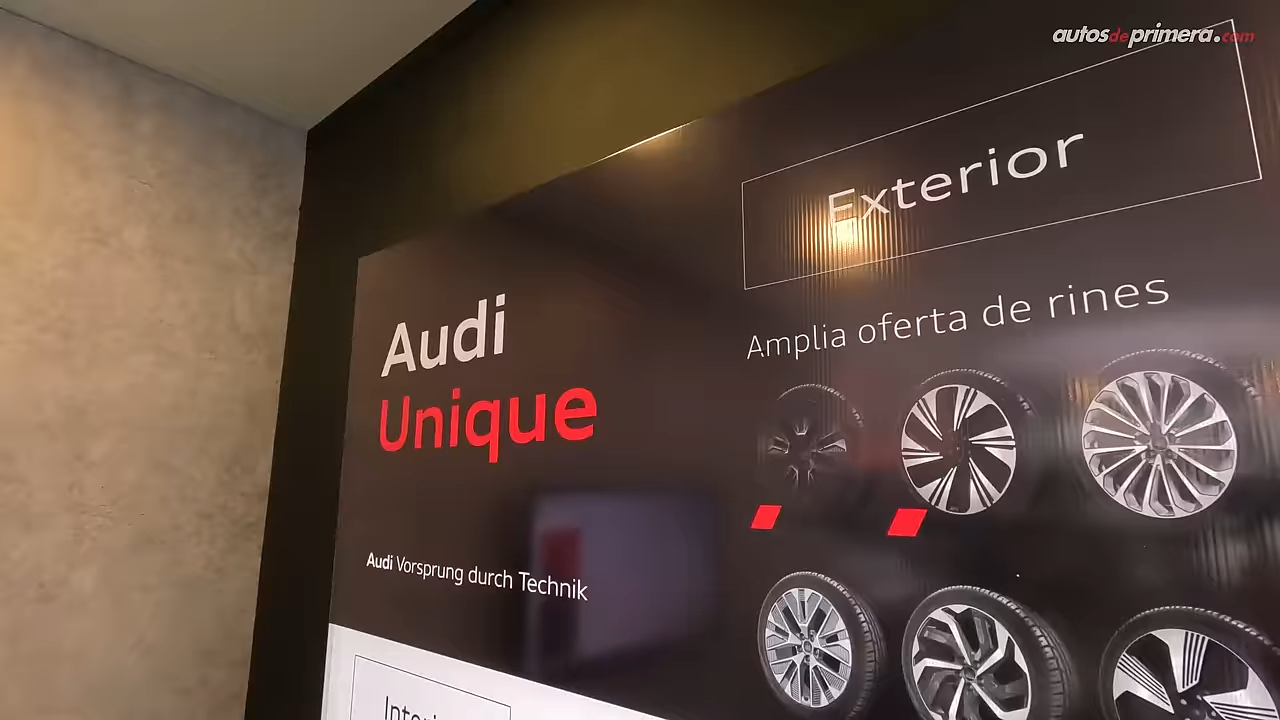 autosdeprimera.com
Exterior
Amplia oferta de rines
Audi
Unique
Audi Vorsprung durch Technik